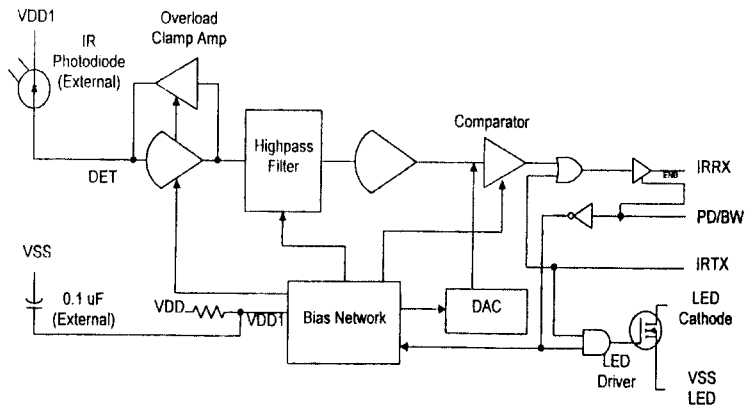 VDD1
IR
Photodiode
(External)
Overload
Clamp Amp
DET
Highpass
Filter
Comparator
ENB
IRRX
PD/BW
IRTX
VSS
0.1 uF
(External)
VDD
VDD1
Bias Network
DAC
LED
Cathode
LED
Driver
VSS
LED